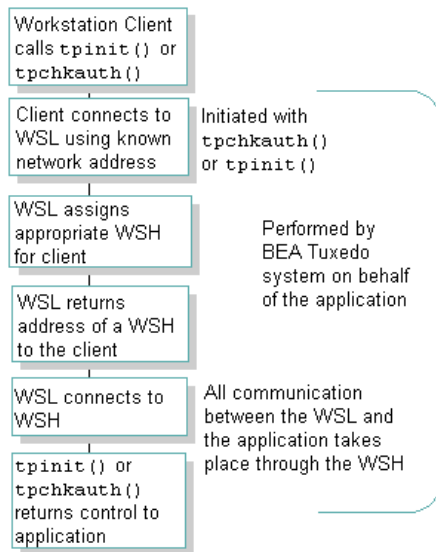 Workstation Client
calls tpinit() or
tpchkauth()
Client connects to
WSL using known
network address
Initiated with
tpchkauth()
or tpinit()
WSL assigns
appropriate WSH
for client
Performed by
BEA Tuxedo
system on behalf
of the application
WSL returns
address of a WSH
to the client
WSL connects to
WSH
All communication
between the WSL and
the application takes
place through the WSH
tpinit() or
tpchkauth()
returns control to
application